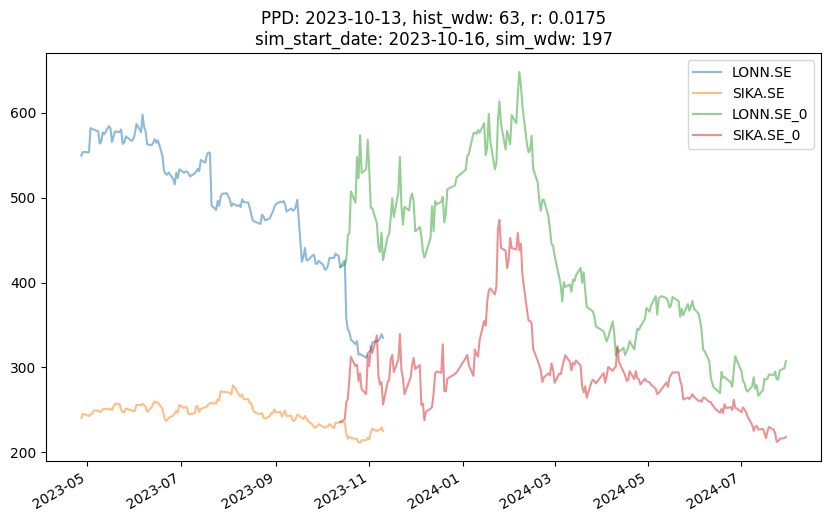 PPD: 2023-10-13, hist_wdw: 63, r: 0.0175
sim_start_date: 2023-10-16, sim_wdw: 197
LONN.SE
SIKA.SE
LONN.SE_0
SIKA.SE_0
600
500
400
300
200
2023-05
2023-07
2023-09
2023-11
2024-01
2024-03
2024-05
2024-07